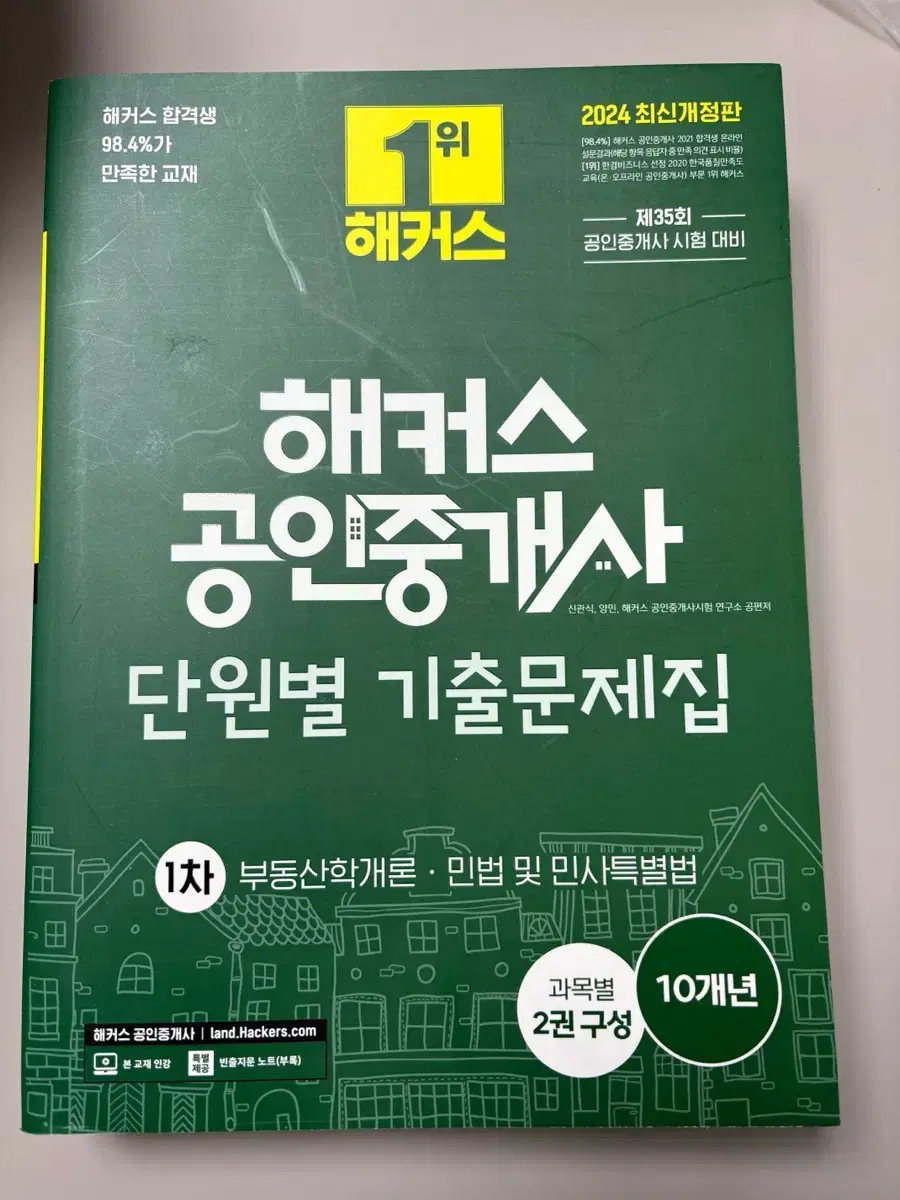 해커스 합격생
98.4%가
만족한 교재
1위
해커스
2024 최신개정판
[98.4%] 해커스 공인중개사 2021 합격생 온라인
설문결과(해당 항목 응답자 중 만족 의견 표시 비율)
[1위] 한경비즈니스 선정 2020 한국품질만족도
교육(온·오프라인 공인중개사) 부문 1위 해커스
제35회
공인중개사 시험 대비
해커스
공인중개사
신관식, 양민, 해커스 공인중개사시험 연구소 공편저
단원별 기출문제집
1차 부동산학개론 · 민법 및 민사특별법
과목별
2권 구성
10개년
해커스 공인중개사 | land.Hackers.com
본 교재 인강
특별
제공
빈출지문 노트(부록)